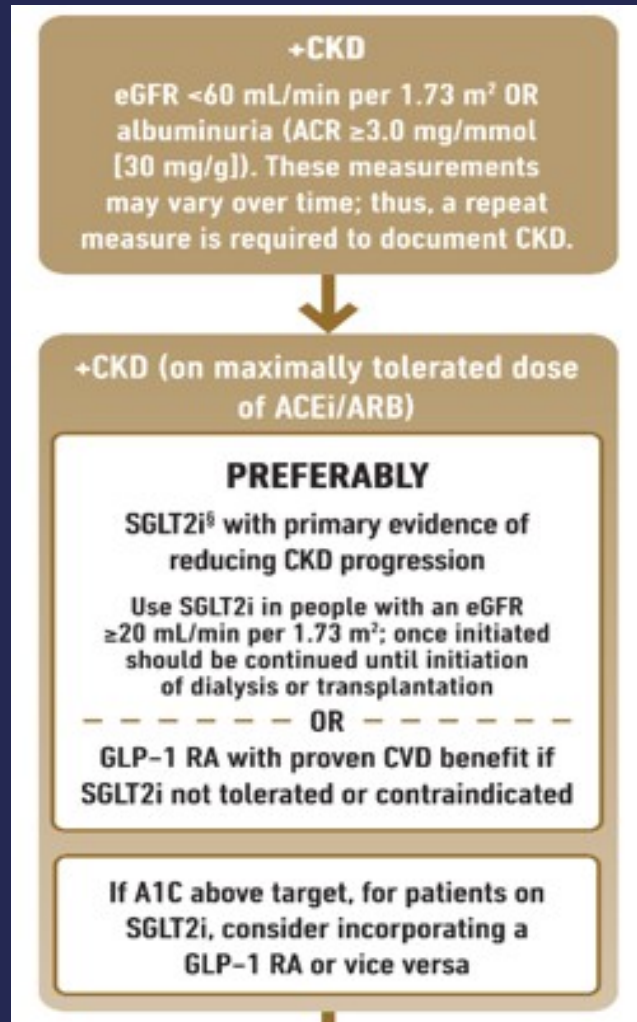 +CKD
eGFR <60 mL/min per 1.73 m² OR
albuminuria (ACR ≥3.0 mg/mmol
[30 mg/g]). These measurements
may vary over time; thus, a repeat
measure is required to document CKD.
+CKD (on maximally tolerated dose
of ACEi/ARB)
PREFERABLY
SGLT2i§ with primary evidence of
reducing CKD progression
Use SGLT2i in people with an eGFR
≥20 mL/min per 1.73 m²; once initiated
should be continued until initiation
of dialysis or transplantation
OR
GLP-1 RA with proven CVD benefit if
SGLT2i not tolerated or contraindicated
If A1C above target, for patients on
SGLT2i, consider incorporating a
GLP-1 RA or vice versa